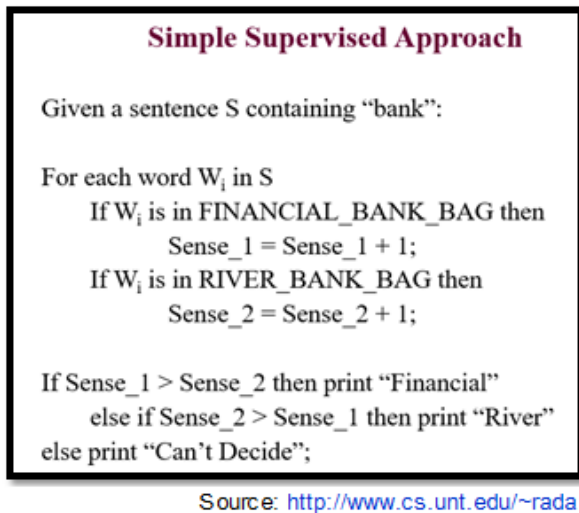 Simple Supervised Approach
Given a sentence S containing “bank”:
For each word Wi in S
If Wi is in FINANCIAL_BANK_BAG then
Sense_1 = Sense_1 + 1;
If Wi is in RIVER_BANK_BAG then
Sense_2 = Sense_2 + 1;
If Sense_1 > Sense_2 then print “Financial”
else if Sense_2 > Sense_1 then print “River”
else print “Can’t Decide”;
Source: http://www.cs.unt.edu/~rada